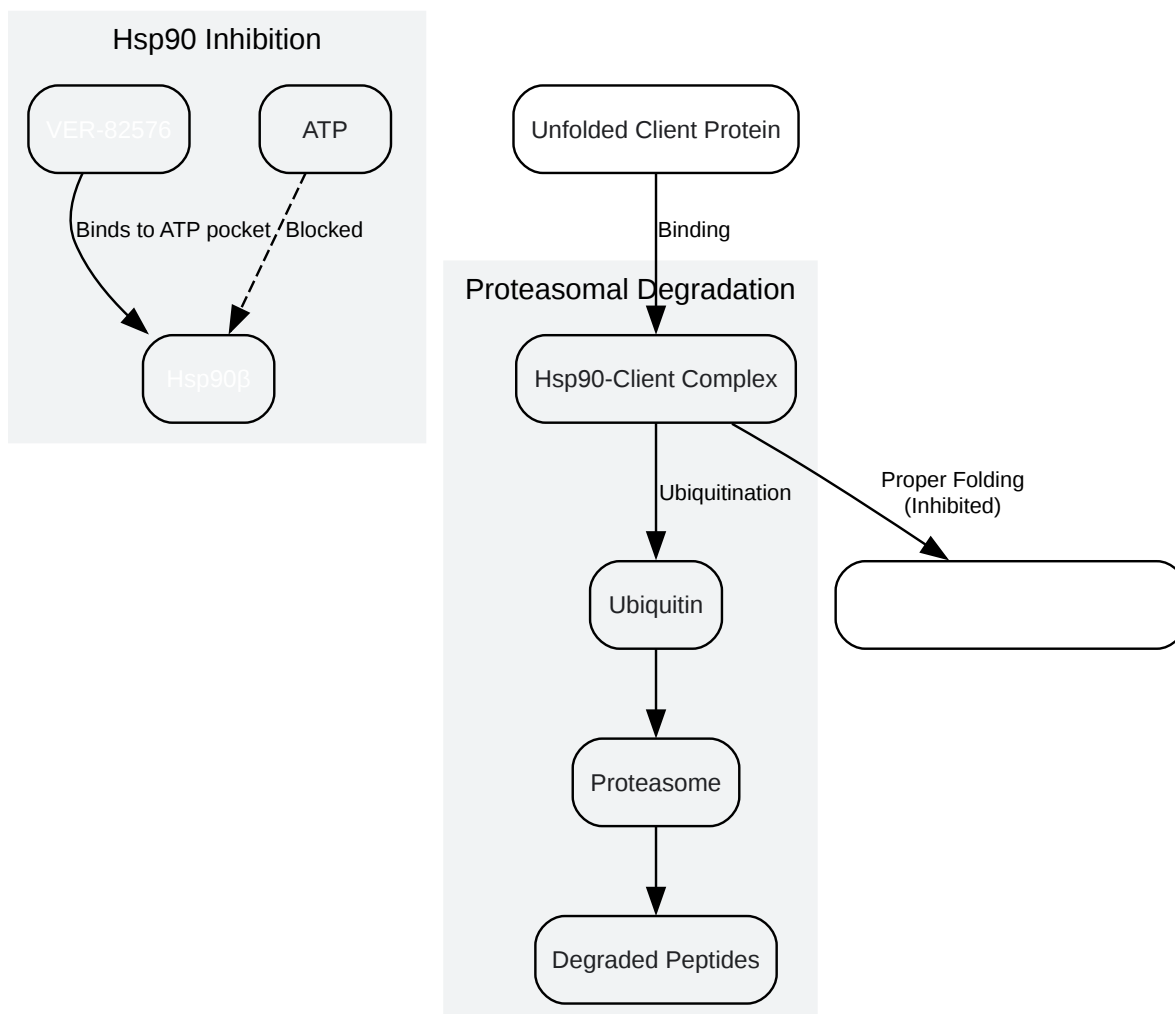 Hsp90 Inhibition
VER-82576
ATP
Unfolded Client Protein
Binds to ATP pocket
Blocked
Binding
Proteasomal Degradation
Hsp90β
Hsp90-Client Complex
Ubiquitination
Proper Folding
(Inhibited)
Ubiquitin
Proteasome
Degraded Peptides